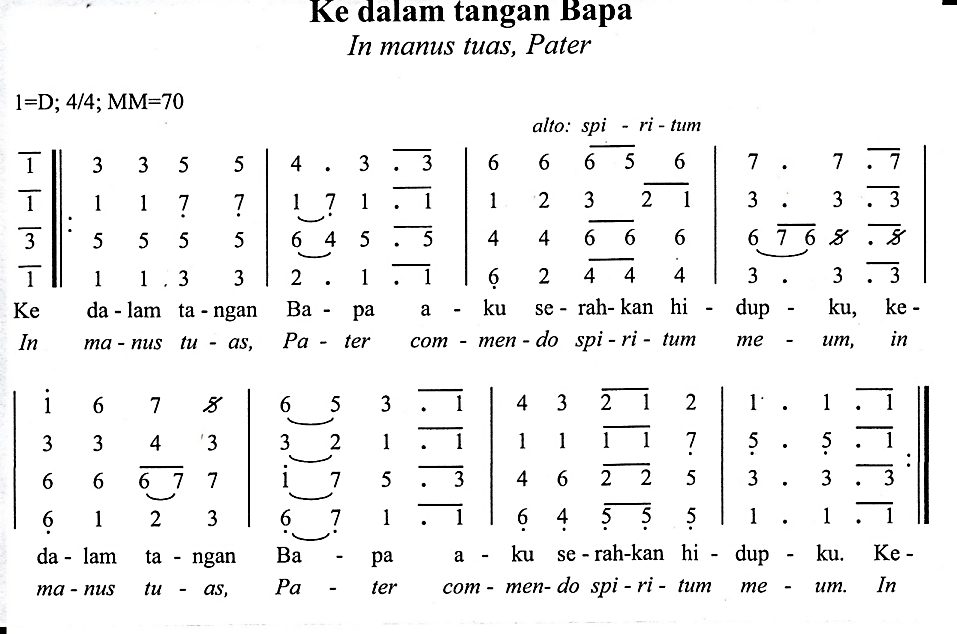 Ke dalam tangan Bapa
In manus tuas, Pater
1=D; 4/4; MM=70
alto: spi - ri - tum
1 3 3 5 5 | 4 . 3 . 3 | 6 6 6 5 6 | 7 . 7 . 7 |
1 : 1 1 7̣ 7̣ | 1 7̣ 1 . 1 | 1 2 3 2 1 | 3 . 3 . 3 |
3 : 5 5 5 5 | 6 4 5 . 5 | 4 4 6 6 6 | 6 7 6 5̸ . 5̸ |
1 1 1 3 3 | 2 . 1 . 1 | 6̣ 2 4 4 4 | 3 . 3 . 3 |
Ke da - lam ta - ngan Ba - pa a - ku se - rah- kan hi - dup - ku, ke -
In ma - nus tu - as, Pa - ter com - men - do spi - ri - tum me - um, in
| 1̇ 6 7 5̸ | 6 5 3 . 1 | 4 3 2 1 2 | 1 . 1 . 1 ||
| 3 3 4 3 | 3 2 1 . 1 | 1 1 1 1 7̣ | 5̣ . 5̣ . 1 : ||
| 6 6 6 7 7 | 1̇ 7 5 . 3 | 4 6 2 2 5 | 3 . 3 . 3 : ||
| 6̣ 1 2 3 | 6̣ 7̣ 1 . 1 | 6̣ 4̣ 5̣ 5̣ 5̣ | 1 . 1 . 1 ||
da - lam ta - ngan Ba - pa a - ku se - rah-kan hi - dup - ku. Ke -
ma - nus tu - as, Pa - ter com - men- do spi - ri - tum me - um. In